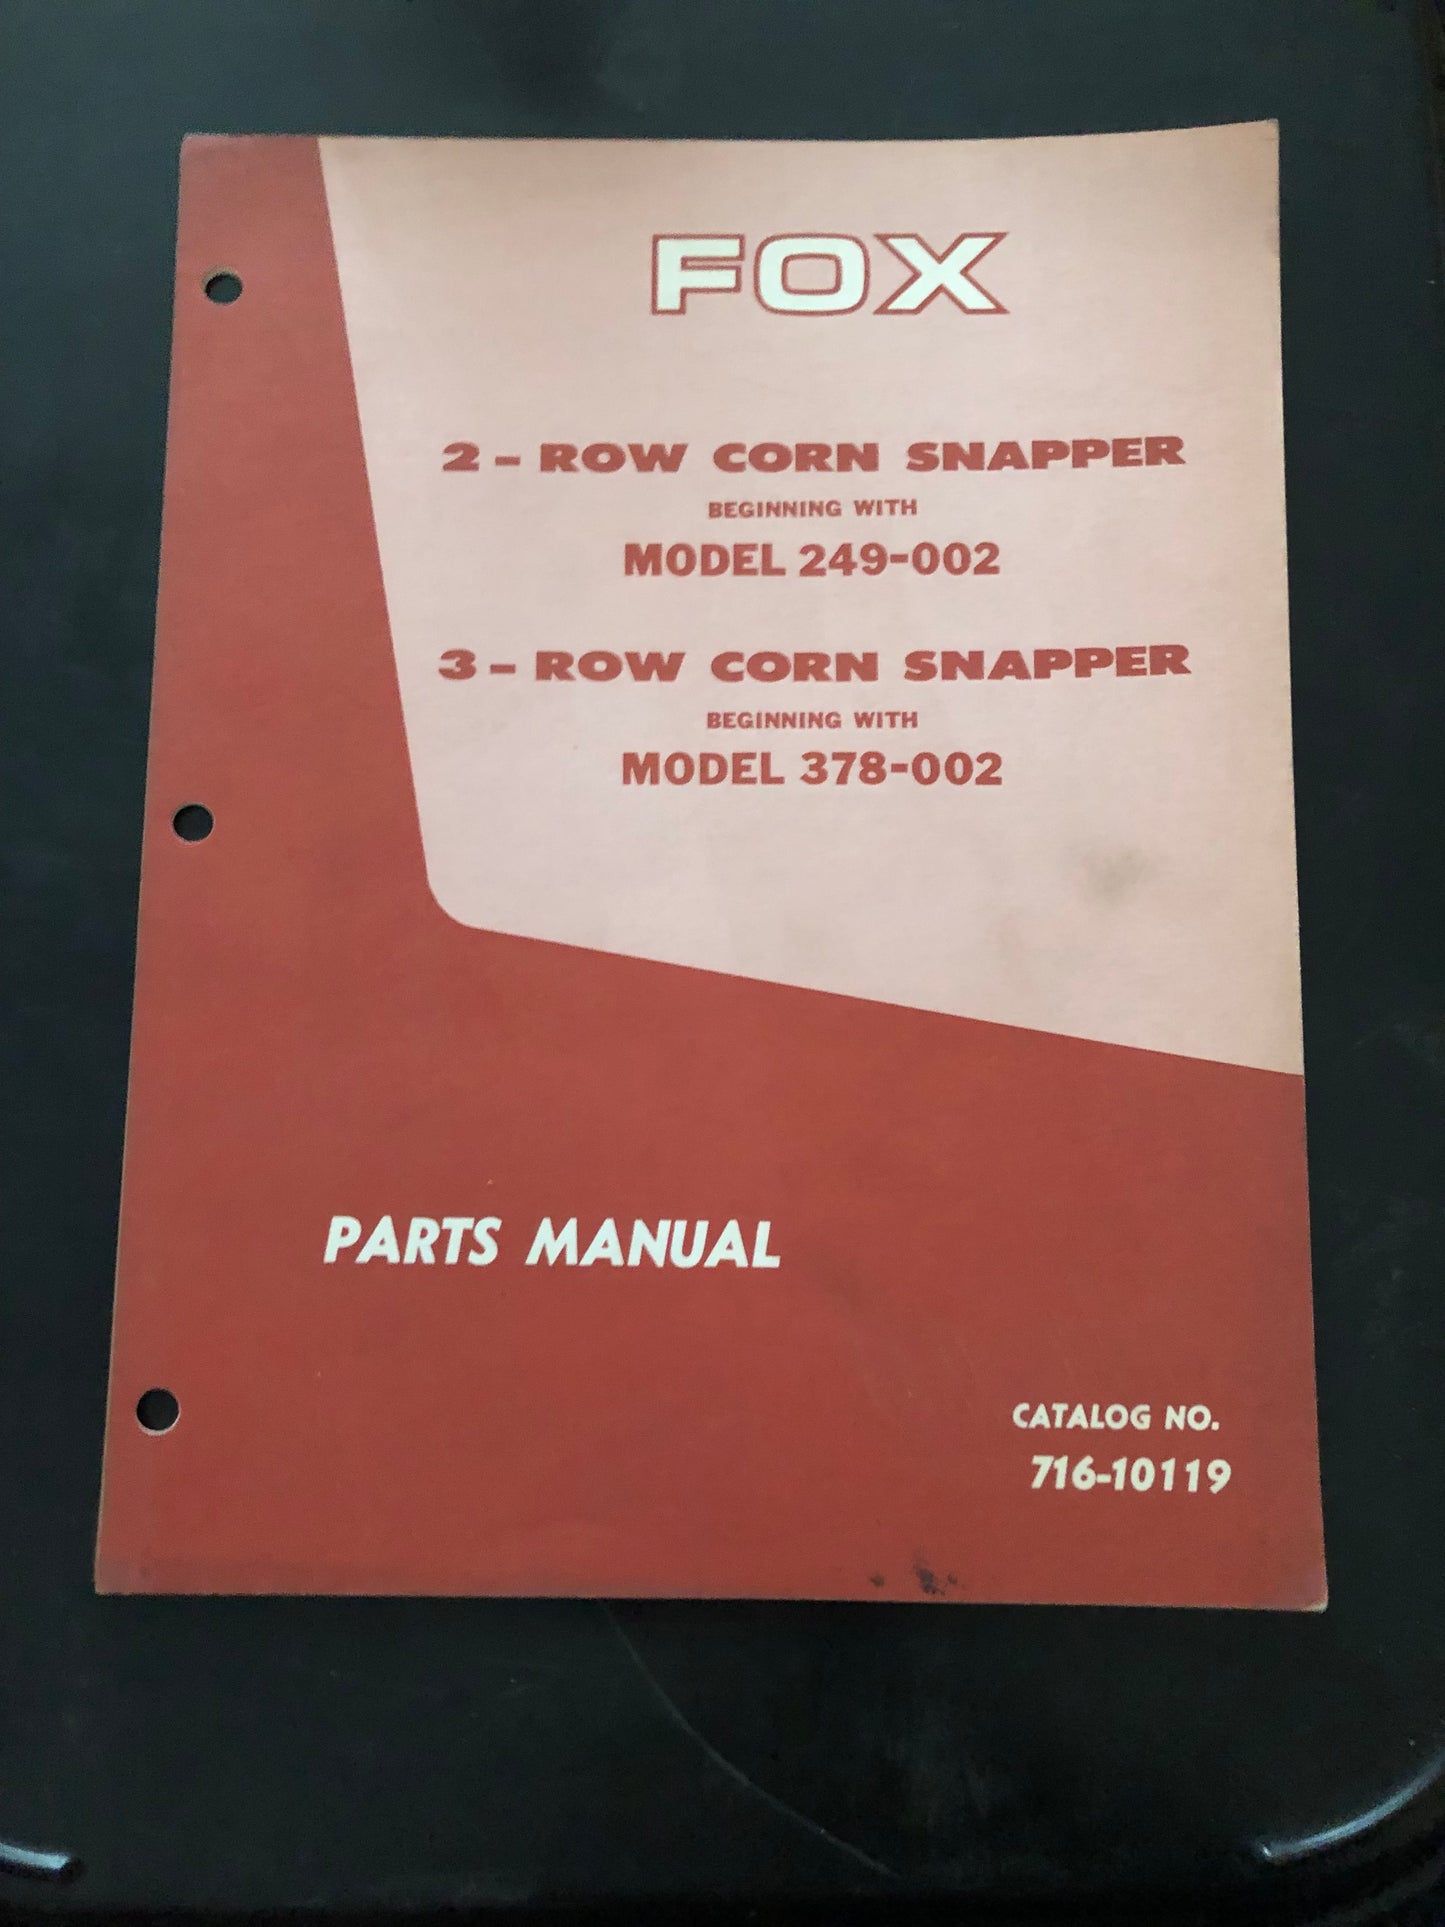 FOX
2-ROW CORN SNAPPER
BEGINNING WITH
MODEL 249-002
3-ROW CORN SNAPPER
BEGINNING WITH
MODEL 378-002
PARTS MANUAL
CATALOG NO.
716-10119